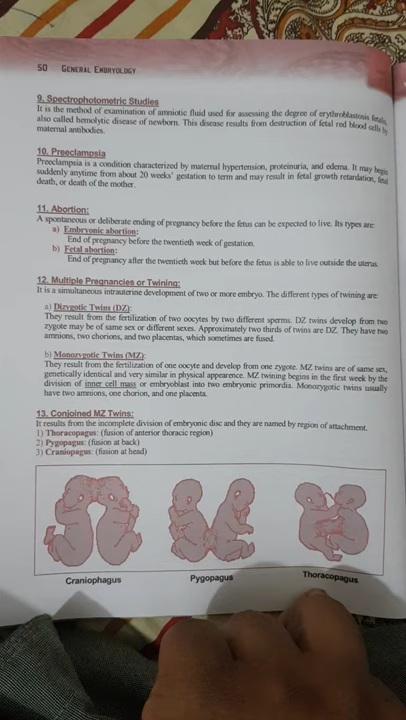 50 GENERAL EMBRYOLOGY
9. Spectrophotometric Studies
It is the method of examination of amniotic fluid used for assessing the degree of erythroblastosis fetalis,
also called hemolytic disease of newborn. This disease results from destruction of fetal red blood cells by
maternal antibodies.
10. Preeclampsia
Preeclampsia is a condition characterized by maternal hypertension, proteinuria, and edema. It may begin
suddenly anytime from about 20 weeks' gestation to term and may result in fetal growth retardation, fetal
death, or death of the mother.
11. Abortion:
A spontaneous or deliberate ending of pregnancy before the fetus can be expected to live. Its types are:
a) Embryonic abortion:
End of pregnancy before the twentieth week of gestation.
b) Fetal abortion:
End of pregnancy after the twentieth week but before the fetus is able to live outside the uterus.
12. Multiple Pregnancies or Twining:
It is a simultaneous intrauterine development of two or more embryo. The different types of twining are:
a) Dizygotic Twins (DZ):
They result from the fertilization of two oocytes by two different sperms. DZ twins develop from two
zygote may be of same sex or different sexes. Approximately two thirds of twins are DZ. They have two
amnions, two chorions, and two placentas, which sometimes are fused.
b) Monozygotic Twins (MZ):
They result from the fertilization of one oocyte and develop from one zygote. MZ twins are of same sex,
genetically identical and very similar in physical appearance. MZ twining begins in the first week by the
division of inner cell mass or embryoblast into two embryonic primordia. Monozygotic twins usually
have two amnions, one chorion, and one placenta.
13. Conjoined MZ Twins:
It results from the incomplete division of embryonic disc and they are named by region of attachment.
1) Thoracopagus: (fusion of anterior thoracic region)
2) Pygopagus: (fusion at back)
3) Craniopagus: (fusion at head)
Craniophagus Pygopagus Thoracopagus